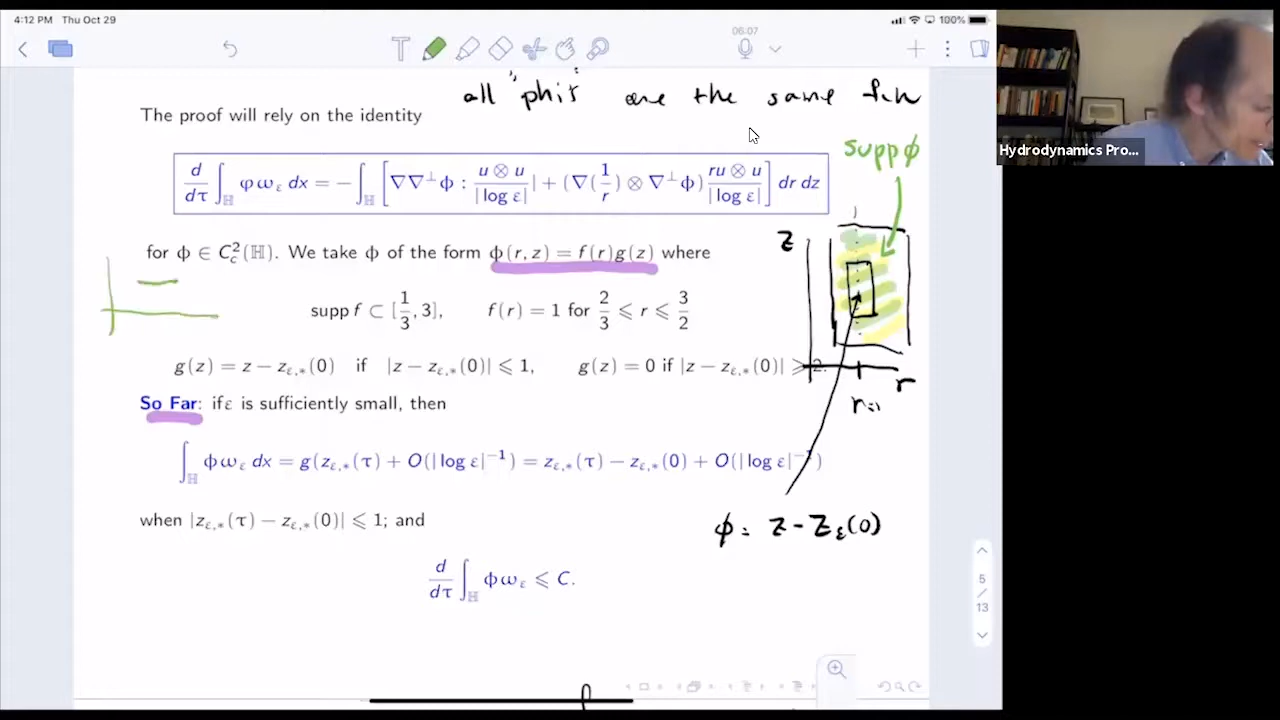 4:12 PM Thu Oct 29
100%
06:07
all "phis" are the same fcn
Hydrodynamics Pro...
The proof will rely on the identity
supp ϕ
d/dτ ∫_ℍ φ ω_ε dx = −∫_ℍ [∇∇^⊥ϕ : u ⊗ u / |log ε| + (∇(1/r) ⊗ ∇^⊥ϕ) ru ⊗ u / |log ε|] dr dz
z
for ϕ ∈ C_c^2(ℍ). We take ϕ of the form ϕ(r, z) = f(r)g(z) where
supp f ⊂ [1/3, 3], f(r) = 1 for 2/3 ⩽ r ⩽ 3/2
g(z) = z − z_{ε,*}(0) if |z − z_{ε,*}(0)| ⩽ 1, g(z) = 0 if |z − z_{ε,*}(0)| ⩾ 2.
r
r=1
So Far: ifε is sufficiently small, then
∫_ℍ ϕ ω_ε dx = g(z_{ε,*}(τ) + O(|log ε|^{−1}) = z_{ε,*}(τ) − z_{ε,*}(0) + O(|log ε|^{−1})
when |z_{ε,*}(τ) − z_{ε,*}(0)| ⩽ 1; and
ϕ = z − z_ε(0)
d/dτ ∫_ℍ ϕ ω_ε ⩽ C.
5
/
13